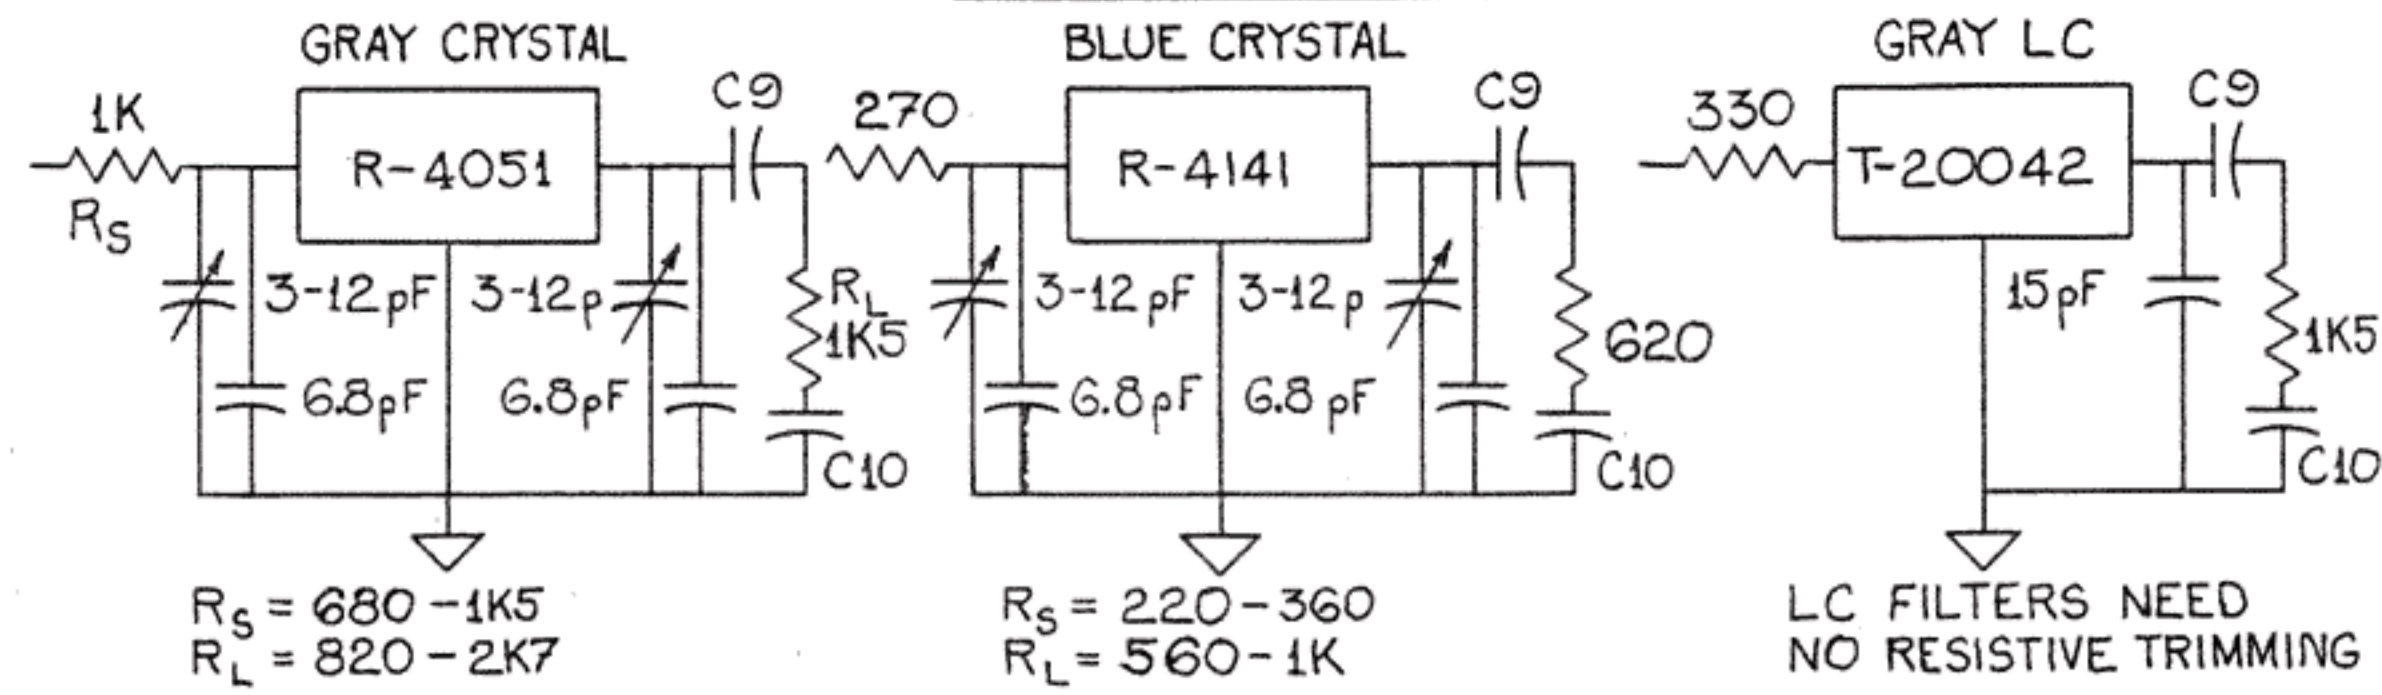 GRAY CRYSTAL
1K
RS
R-4051
C9
3-12pF
3-12p
RL
1K5
6.8pF
6.8pF
C10
RS = 680-1K5
RL = 820-2K7
BLUE CRYSTAL
270
R-4141
C9
3-12pF
3-12p
620
6.8pF
6.8pF
C10
RS = 220-360
RL = 560-1K
GRAY LC
330
T-20042
C9
15pF
1K5
C10
LC FILTERS NEED
NO RESISTIVE TRIMMING